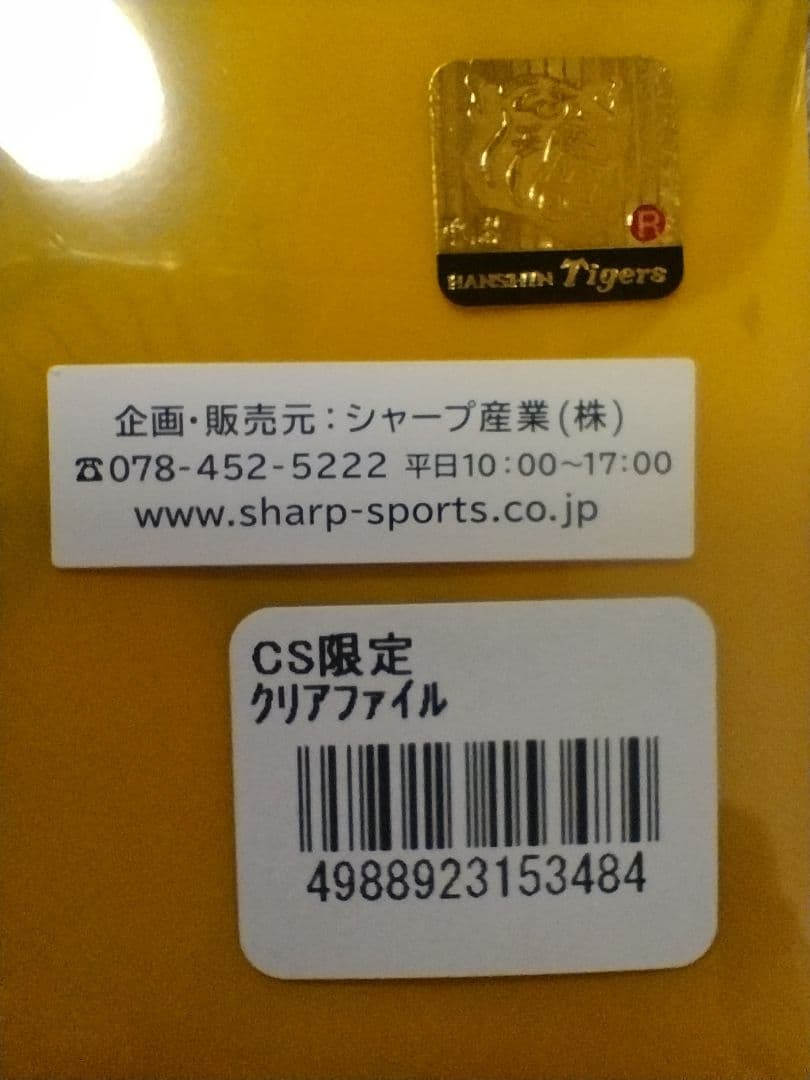 R
HANSHIN Tigers
企画・販売元：シャープ産業(株)
☎078-452-5222 平日10：00～17：00
www.sharp-sports.co.jp
CS限定
クリアファイル
4988923153484